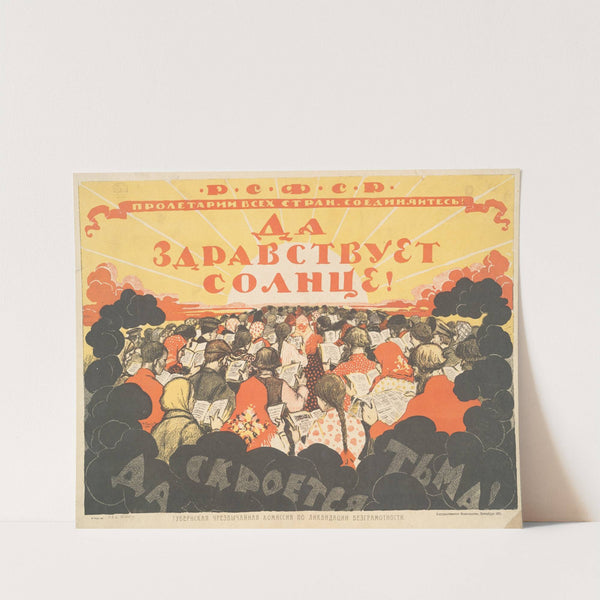 Р.С.Ф.С.Р.
ПРОЛЕТАРИИ ВСЕХ СТРАН, СОЕДИНЯЙТЕСЬ!
ДА
ЗДРАВСТВУЕТ
СОЛНЦЕ!
ДА СКРОЕТСЯ ТЬМА!
ГУБЕРНСКАЯ ЧРЕЗВЫЧАЙНАЯ КОМИССИЯ ПО ЛИКВИДАЦИИ БЕЗГРАМОТНОСТИ.